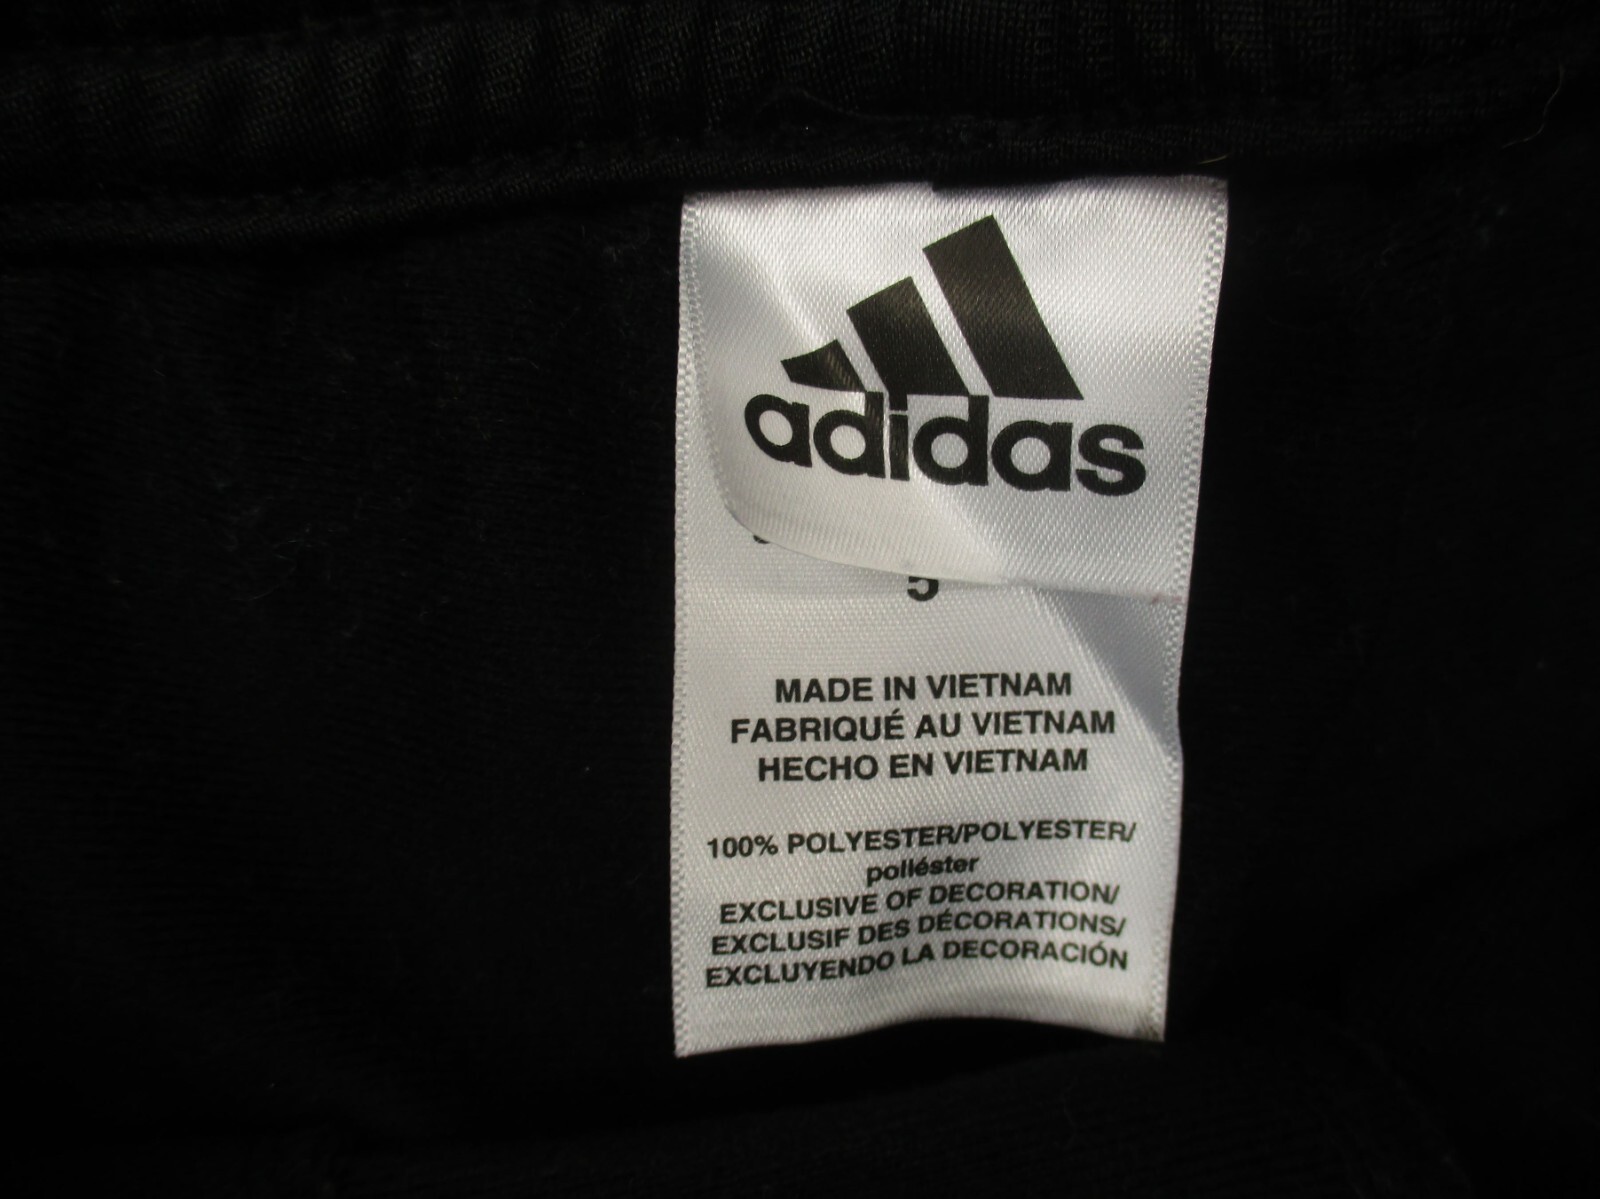 adidas
5
MADE IN VIETNAM
FABRIQUÉ AU VIETNAM
HECHO EN VIETNAM
100% POLYESTER/POLYESTER/
poliéster
EXCLUSIVE OF DECORATION/
EXCLUSIF DES DÉCORATIONS/
EXCLUYENDO LA DECORACIÓN